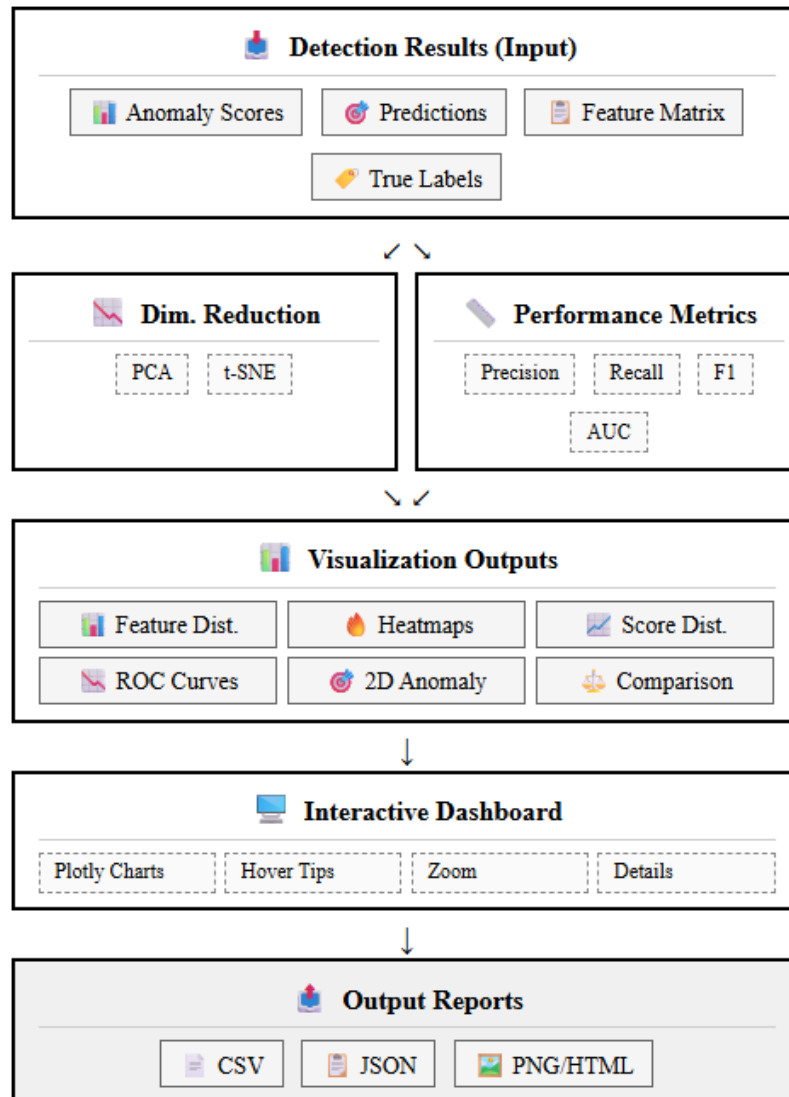 Detection Results (Input)
Anomaly Scores
Predictions
Feature Matrix
True Labels
Dim. Reduction
PCA
t-SNE
Performance Metrics
Precision
Recall
F1
AUC
Visualization Outputs
Feature Dist.
Heatmaps
Score Dist.
ROC Curves
2D Anomaly
Comparison
Interactive Dashboard
Plotly Charts
Hover Tips
Zoom
Details
Output Reports
CSV
JSON
PNG/HTML